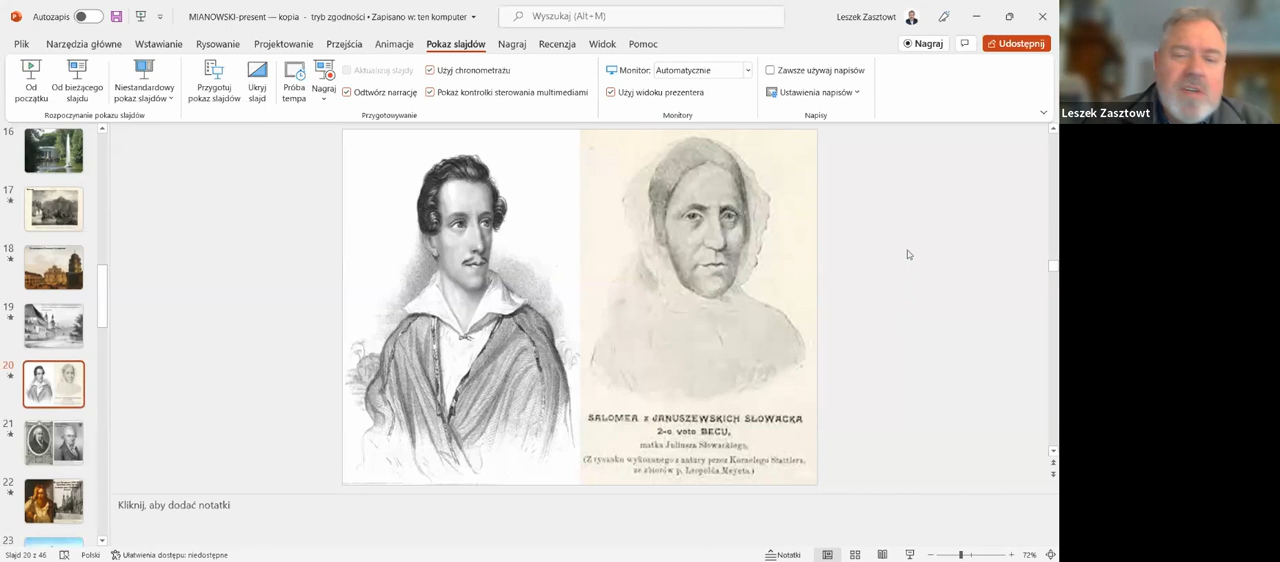 Autozapis
MIANOWSKI-present — kopia - tryb zgodności • Zapisano w: ten komputer
Wyszukaj (Alt+M)
Leszek Zasztowt
Plik Narzędzia główne Wstawianie Rysowanie Projektowanie Przejścia Animacje Pokaz slajdów Nagraj Recenzja Widok Pomoc
Nagraj
Udostępnij
Od początku
Od bieżącego slajdu
Niestandardowy pokaz slajdów
Rozpoczynanie pokazu slajdów
Przygotuj pokaz slajdów
Ukryj slajd
Próba tempa
Nagraj
Aktualizuj slajdy
Odtwórz narrację
Użyj chronometrażu
Pokaż kontrolki sterowania multimediami
Przygotowywanie
Monitor: Automatycznie
Użyj widoku prezentera
Monitory
Zawsze używaj napisów
Ustawienia napisów
Napisy
Leszek Zasztowt
16
17
18
19
20
21
22
23
SALOMEA z JANUSZEWSKICH SŁOWACKA
2-o voto BECU,
matka Juliusza Słowackiego,
(Z rysunku wykonanego z natury przez Kornelego Stattlera,
ze zbiorów p. Leopolda Meyeta.)
Kliknij, aby dodać notatki
Slajd 20 z 46 Polski Ułatwienia dostępu: niedostępne Notatki 72%